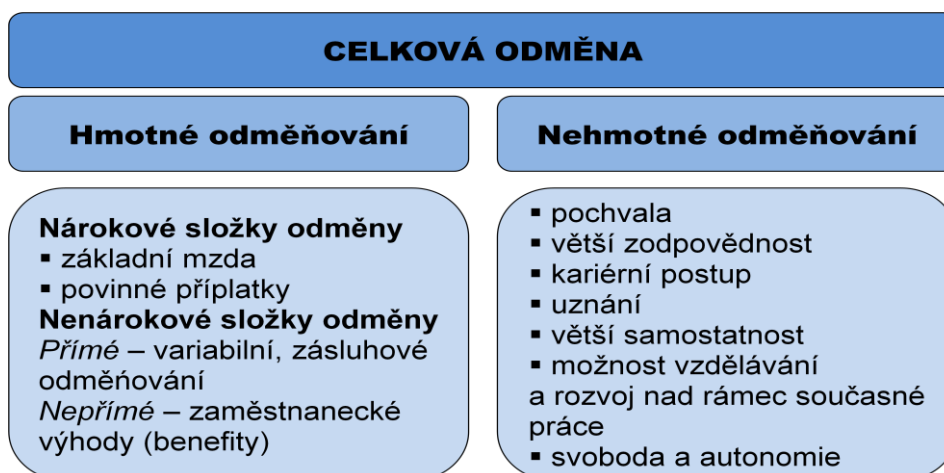 CELKOVÁ ODMĚNA
Hmotné odměňování
Nárokové složky odměny
▪ základní mzda
▪ povinné příplatky
Nenárokové složky odměny
Přímé – variabilní, zásluhové
odměńování
Nepřímé – zaměstnanecké
výhody (benefity)
Nehmotné odměňování
▪ pochvala
▪ větší zodpovědnost
▪ kariérní postup
▪ uznání
▪ větší samostatnost
▪ možnost vzdělávání
a rozvoj nad rámec současné
práce
▪ svoboda a autonomie